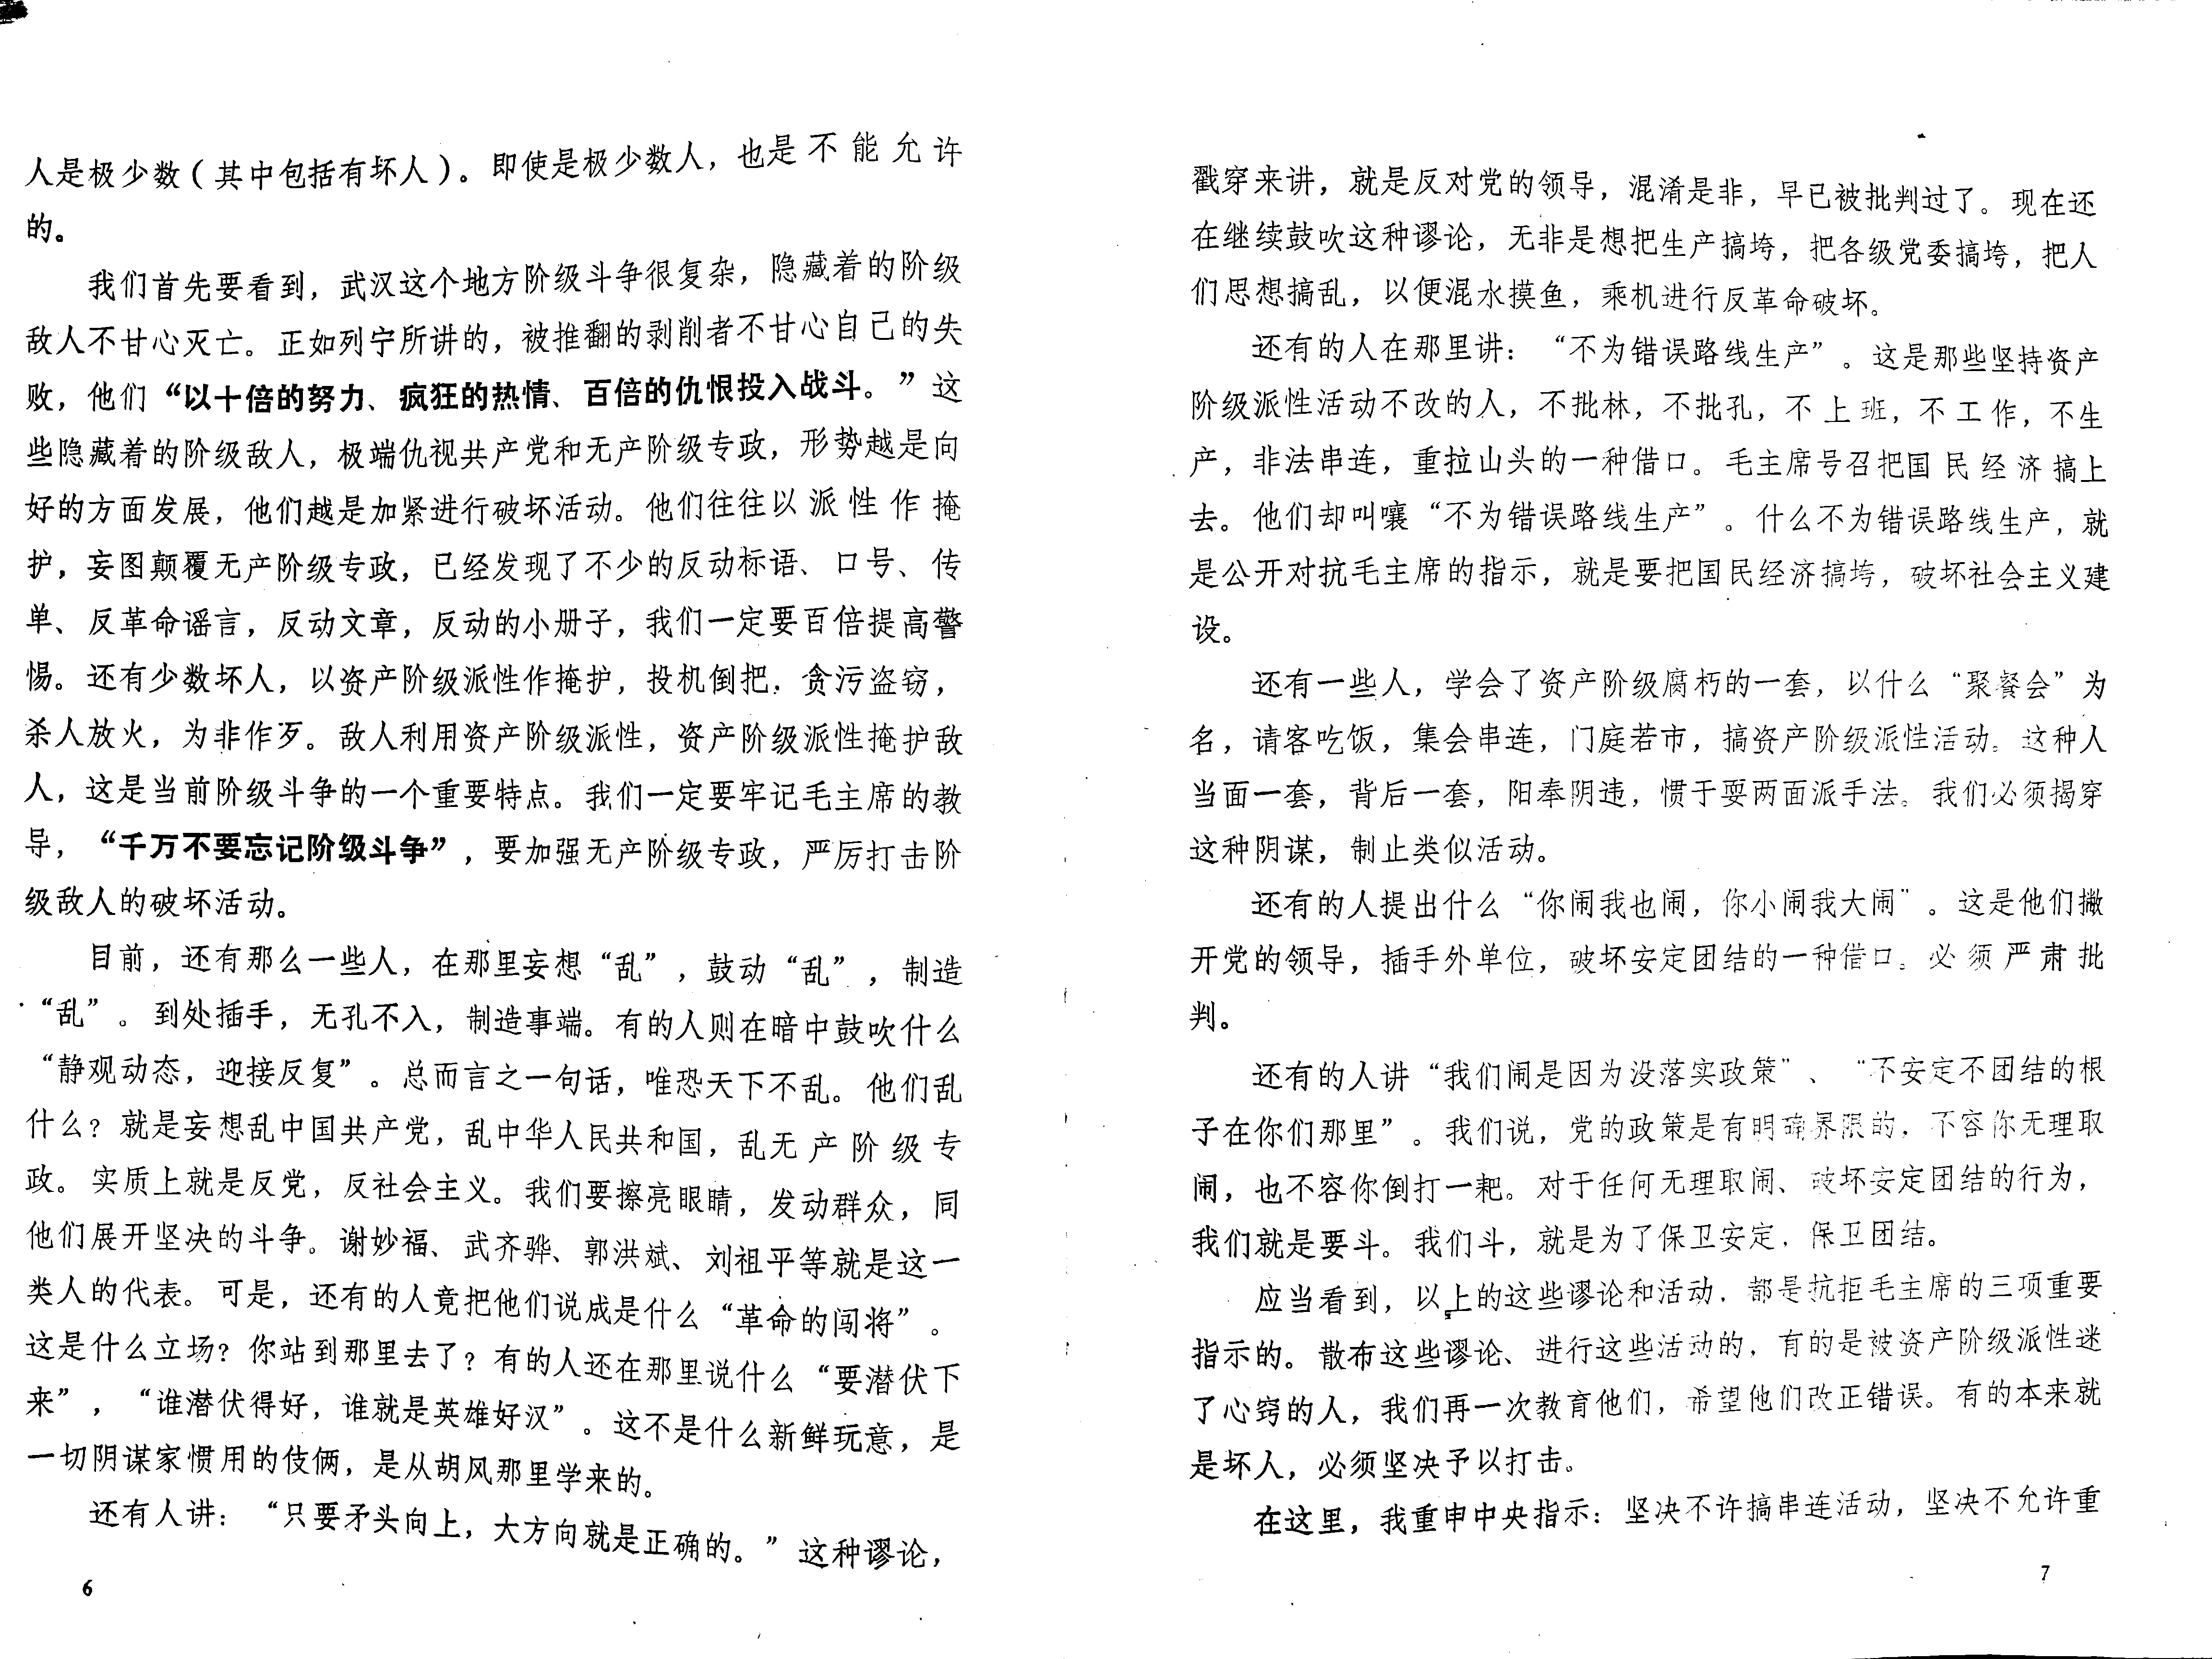 人是极少数（其中包括有坏人）。即使是极少数人，也是不能允许
的。
我们首先要看到，武汉这个地方阶级斗争很复杂，隐藏着的阶级
敌人不甘心灭亡。正如列宁所讲的，被推翻的剥削者不甘心自己的失
败，他们“以十倍的努力、疯狂的热情、百倍的仇恨投入战斗。”这
些隐藏着的阶级敌人，极端仇视共产党和无产阶级专政，形势越是向
好的方面发展，他们越是加紧进行破坏活动。他们往往以派性作掩
护，妄图颠覆无产阶级专政，已经发现了不少的反动标语、口号、传
单、反革命谣言，反动文章，反动的小册子，我们一定要百倍提高警
惕。还有少数坏人，以资产阶级派性作掩护，投机倒把，贪污盗窃，
杀人放火，为非作歹。敌人利用资产阶级派性，资产阶级派性掩护敌
人，这是当前阶级斗争的一个重要特点。我们一定要牢记毛主席的教
导，“千万不要忘记阶级斗争”，要加强无产阶级专政，严厉打击阶
级敌人的破坏活动。
目前，还有那么一些人，在那里妄想“乱”，鼓动“乱”，制造
“乱”。到处插手，无孔不入，制造事端。有的人则在暗中鼓吹什么
“静观动态，迎接反复”。总而言之一句话，唯恐天下不乱。他们乱
什么？就是妄想乱中国共产党，乱中华人民共和国，乱无产阶级专
政。实质上就是反党，反社会主义。我们要擦亮眼睛，发动群众，同
他们展开坚决的斗争。谢妙福、武齐骅、郭洪斌、刘祖平等就是这一
类人的代表。可是，还有的人竟把他们说成是什么“革命的闯将”。
这是什么立场？你站到那里去了？有的人还在那里说什么“要潜伏下
来”，“谁潜伏得好，谁就是英雄好汉”。这不是什么新鲜玩意，是
一切阴谋家惯用的伎俩，是从胡风那里学来的。
还有人讲：“只要矛头向上，大方向就是正确的。”这种谬论，
6
戳穿来讲，就是反对党的领导，混淆是非，早已被批判过了。现在还
在继续鼓吹这种谬论，无非是想把生产搞垮，把各级党委搞垮，把人
们思想搞乱，以便混水摸鱼，乘机进行反革命破坏。
还有的人在那里讲：“不为错误路线生产”。这是那些坚持资产
阶级派性活动不改的人，不批林，不批孔，不上班，不工作，不生
产，非法串连，重拉山头的一种借口。毛主席号召把国民经济搞上
去。他们却叫嚷“不为错误路线生产”。什么不为错误路线生产，就
是公开对抗毛主席的指示，就是要把国民经济搞垮，破坏社会主义建
设。
还有一些人，学会了资产阶级腐朽的一套，以什么“聚餐会”为
名，请客吃饭，集会串连，门庭若市，搞资产阶级派性活动。这种人
当面一套，背后一套，阳奉阴违，惯于耍两面派手法。我们必须揭穿
这种阴谋，制止类似活动。
还有的人提出什么“你闹我也闹，你小闹我大闹”。这是他们撇
开党的领导，插手外单位，破坏安定团结的一种借口。必须严肃批
判。
还有的人讲“我们闹是因为没落实政策”、“不安定不团结的根
子在你们那里”。我们说，党的政策是有明确界限的，不容你无理取
闹，也不容你倒打一耙。对于任何无理取闹、破坏安定团结的行为，
我们就是要斗。我们斗，就是为了保卫安定，保卫团结。
应当看到，以上的这些谬论和活动，都是抗拒毛主席的三项重要
指示的。散布这些谬论、进行这些活动的，有的是被资产阶级派性迷
了心窍的人，我们再一次教育他们，希望他们改正错误。有的本来就
是坏人，必须坚决予以打击。
在这里，我重申中央指示：坚决不许搞串连活动，坚决不允许重
7